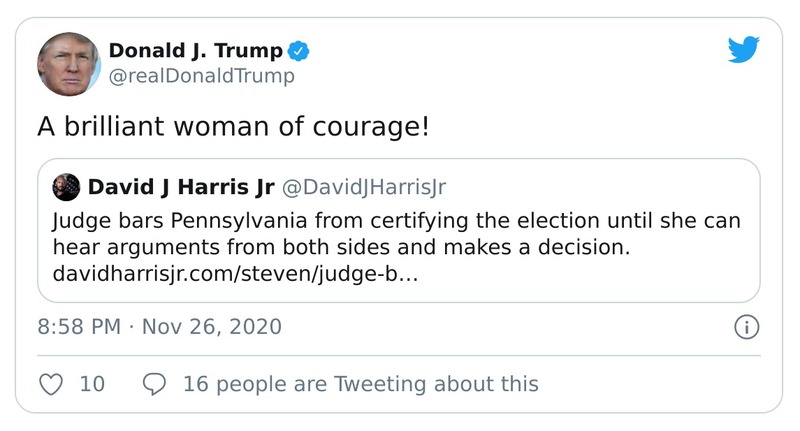 Donald J. Trump
@realDonaldTrump
A brilliant woman of courage!
David J Harris Jr @DavidJHarrisJr
Judge bars Pennsylvania from certifying the election until she can
hear arguments from both sides and makes a decision.
davidharrisjr.com/steven/judge-b…
8:58 PM · Nov 26, 2020
10 16 people are Tweeting about this